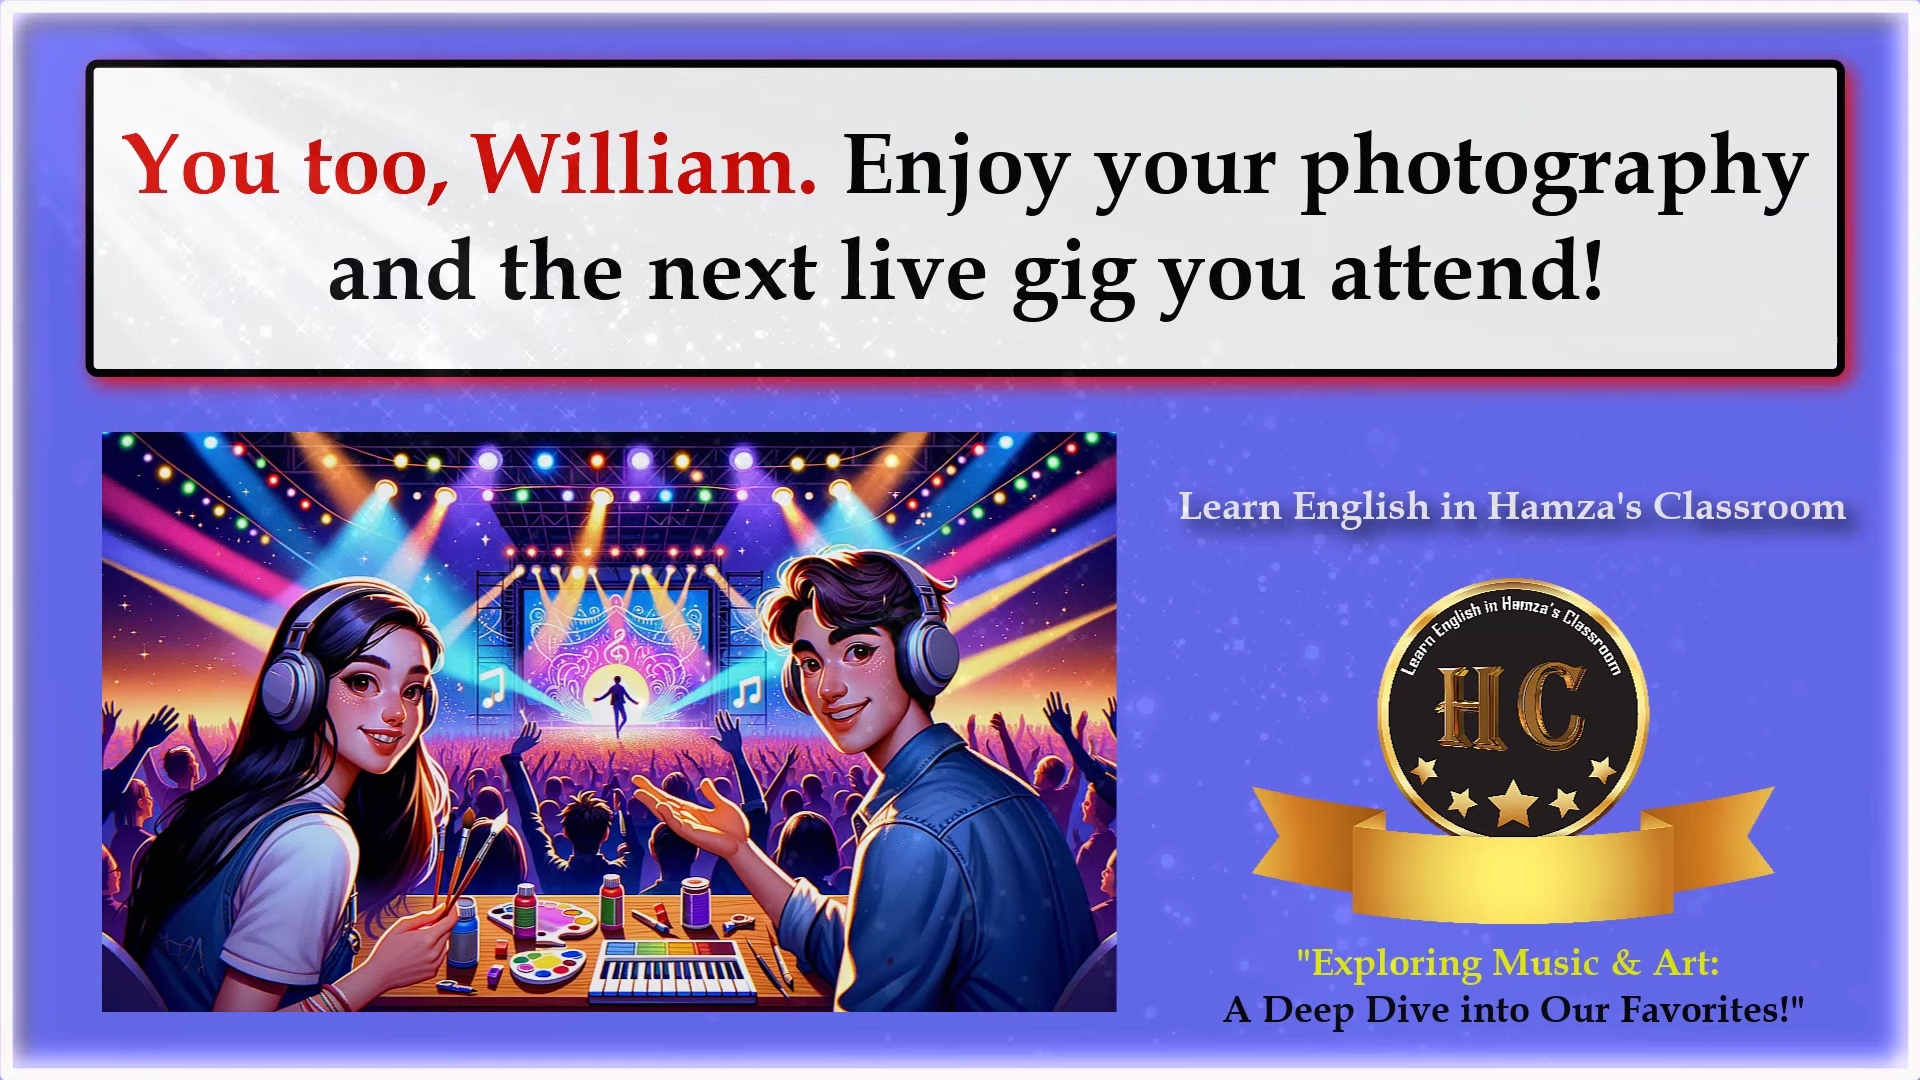 You too, William. Enjoy your photography
and the next live gig you attend!
Learn English in Hamza's Classroom
Learn English in Hamza's Classroom
HC
"Exploring Music & Art:
A Deep Dive into Our Favorites!"